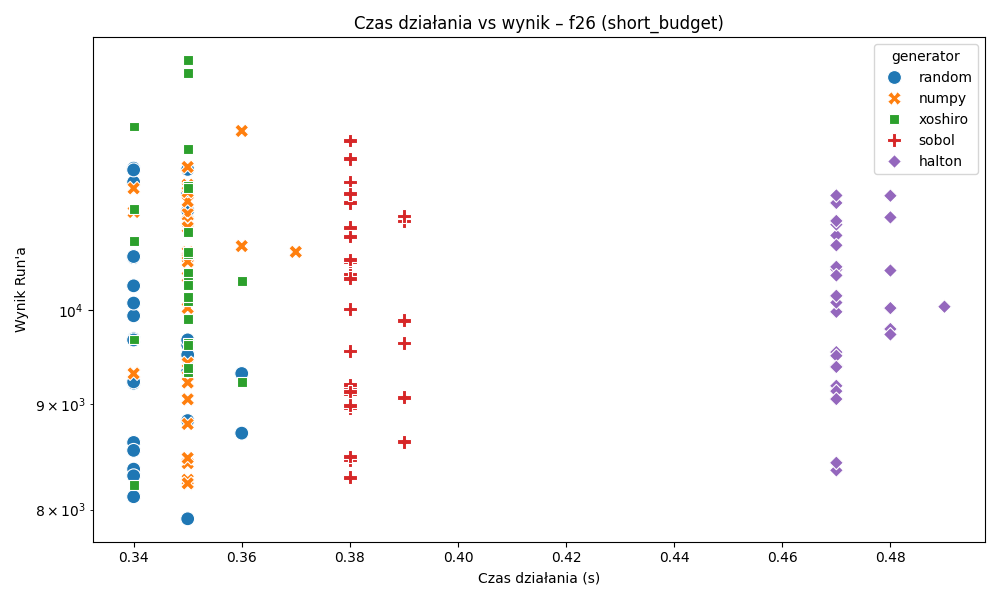 Czas działania vs wynik – f26 (short_budget)
generator
random
numpy
xoshiro
sobol
halton
Wynik Run'a
10⁴
9 × 10³
8 × 10³
0.34 0.36 0.38 0.40 0.42 0.44 0.46 0.48
Czas działania (s)